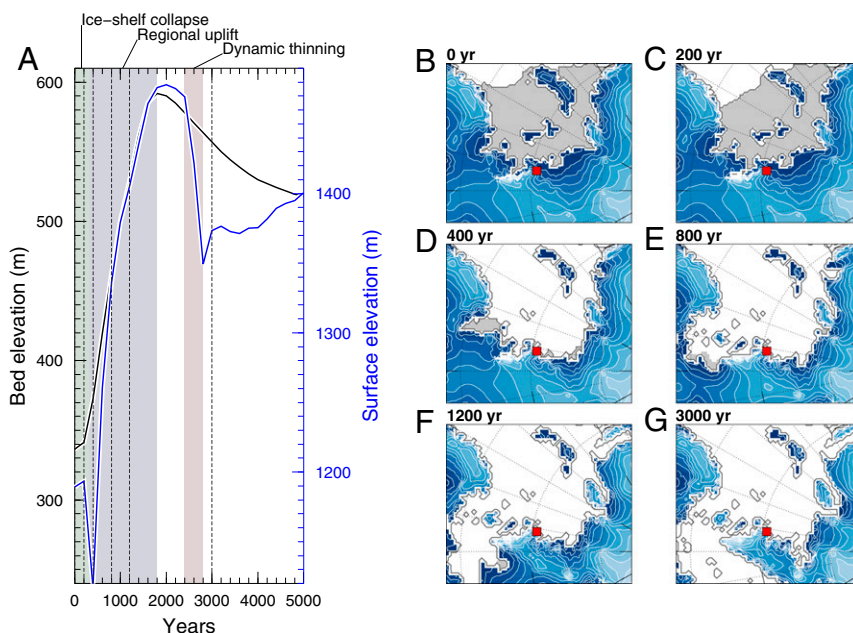 Ice-shelf collapse
Regional uplift
Dynamic thinning
A
600
500
400
300
Bed elevation (m)
1400
1300
1200
Surface elevation (m)
0 1000 2000 3000 4000 5000
Years
B 0 yr
C 200 yr
D 400 yr
E 800 yr
F 1200 yr
G 3000 yr